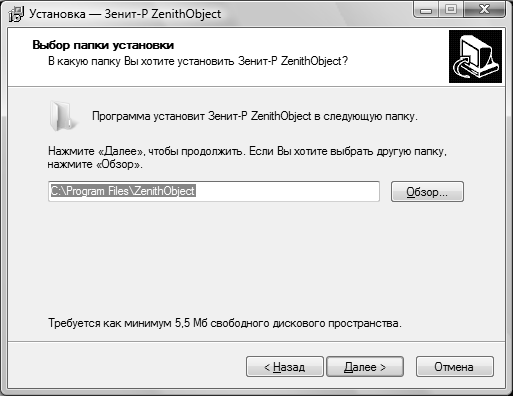 Установка — Зенит-Р ZenithObject
Выбор папки установки
В какую папку Вы хотите установить Зенит-Р ZenithObject?
Программа установит Зенит-Р ZenithObject в следующую папку.
Нажмите «Далее», чтобы продолжить. Если Вы хотите выбрать другую папку,
нажмите «Обзор».
C:\Program Files\ZenithObject
Обзор...
Требуется как минимум 5,5 Мб свободного дискового пространства.
< Назад
Далее >
Отмена